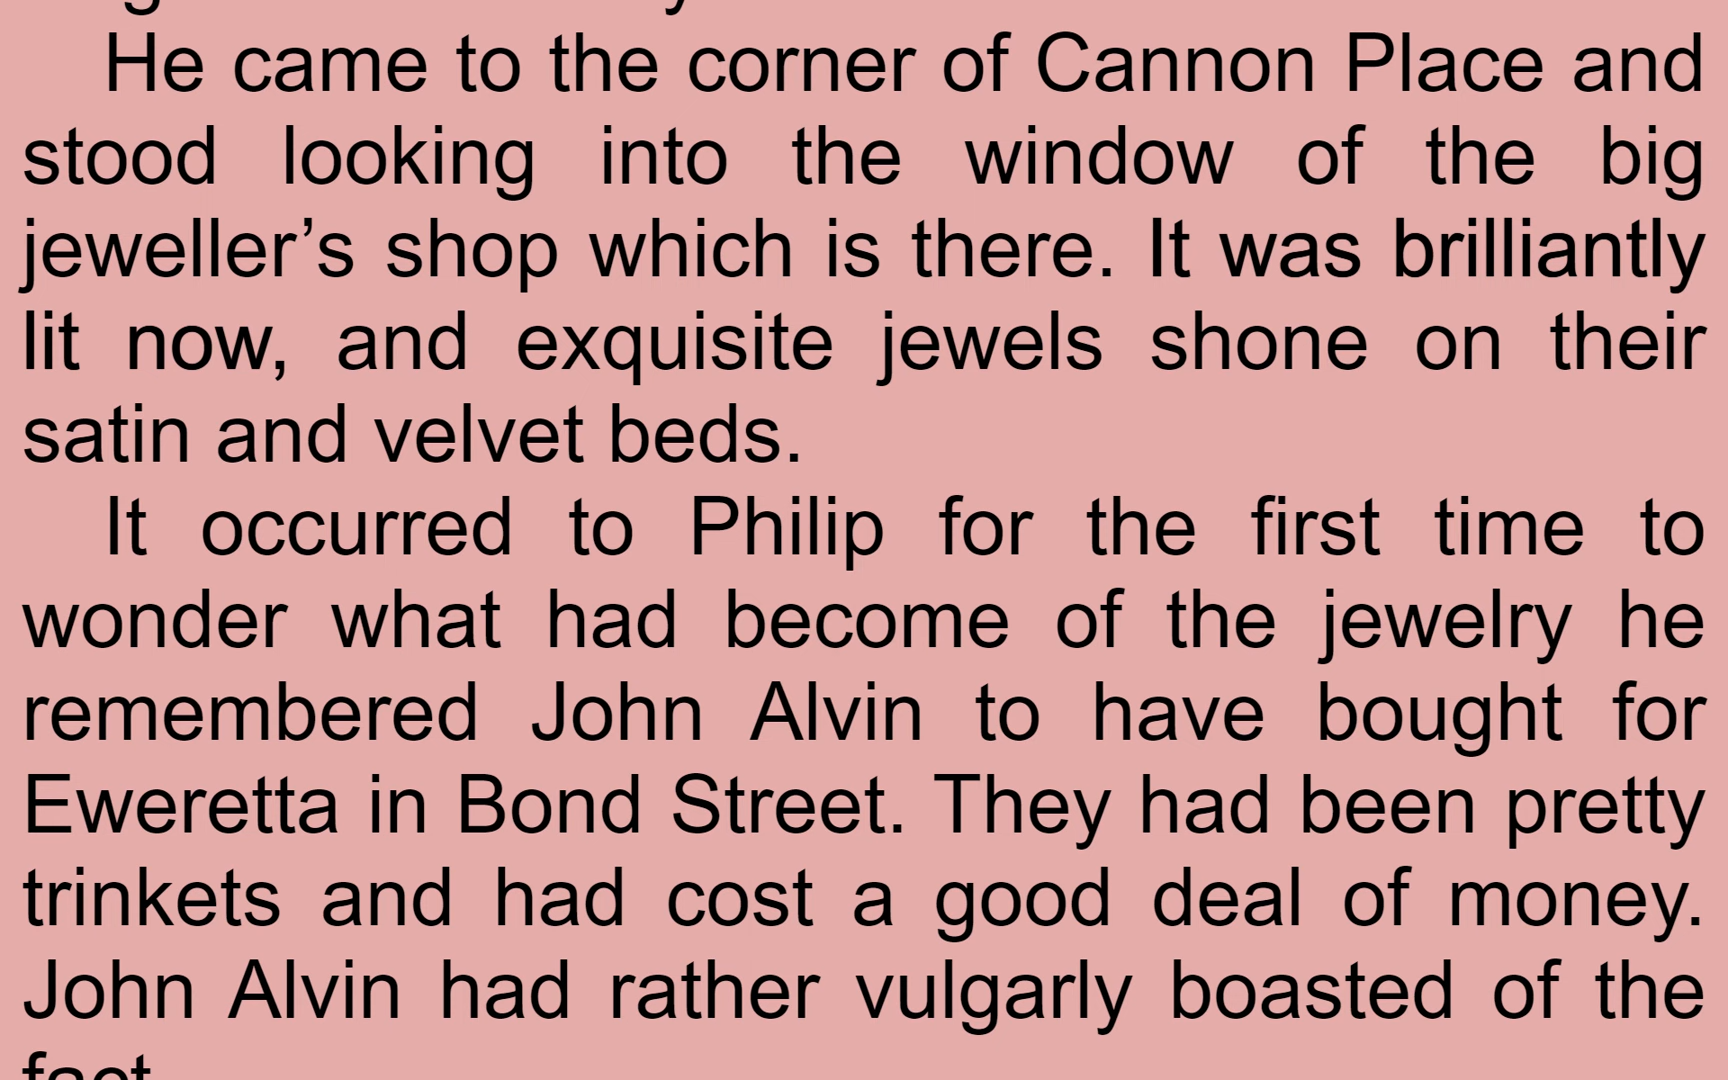 He came to the corner of Cannon Place and
stood looking into the window of the big
jeweller’s shop which is there. It was brilliantly
lit now, and exquisite jewels shone on their
satin and velvet beds.
It occurred to Philip for the first time to
wonder what had become of the jewelry he
remembered John Alvin to have bought for
Eweretta in Bond Street. They had been pretty
trinkets and had cost a good deal of money.
John Alvin had rather vulgarly boasted of the
fact